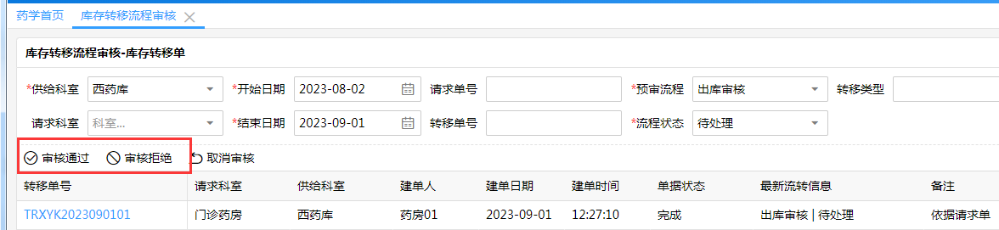 药学首页 库存转移流程审核
库存转移流程审核-库存转移单
*供给科室 西药库 *开始日期 2023-08-02 请求单号 *预审流程 出库审核 转移类型
请求科室 科室... *结束日期 2023-09-01 转移单号 *流程状态 待处理
审核通过 审核拒绝 取消审核
转移单号 请求科室 供给科室 建单人 建单日期 建单时间 单据状态 最新流转信息 备注
TRXYK2023090101 门诊药房 西药库 药房01 2023-09-01 12:27:10 完成 出库审核 | 待处理 依据请求单